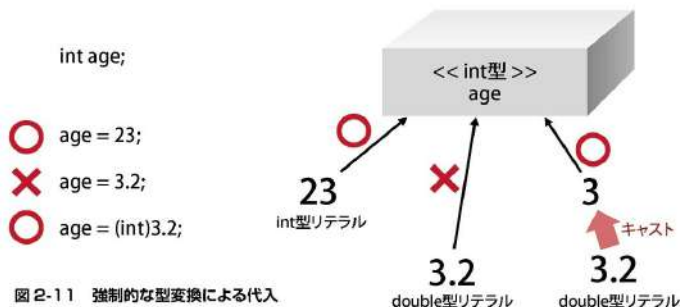 int age;
age = 23;
age = 3.2;
age = (int)3.2;
<< int型 >>
age
23
int型リテラル
3.2
double型リテラル
3
キャスト
3.2
double型リテラル
図2-11 強制的な型変換による代入